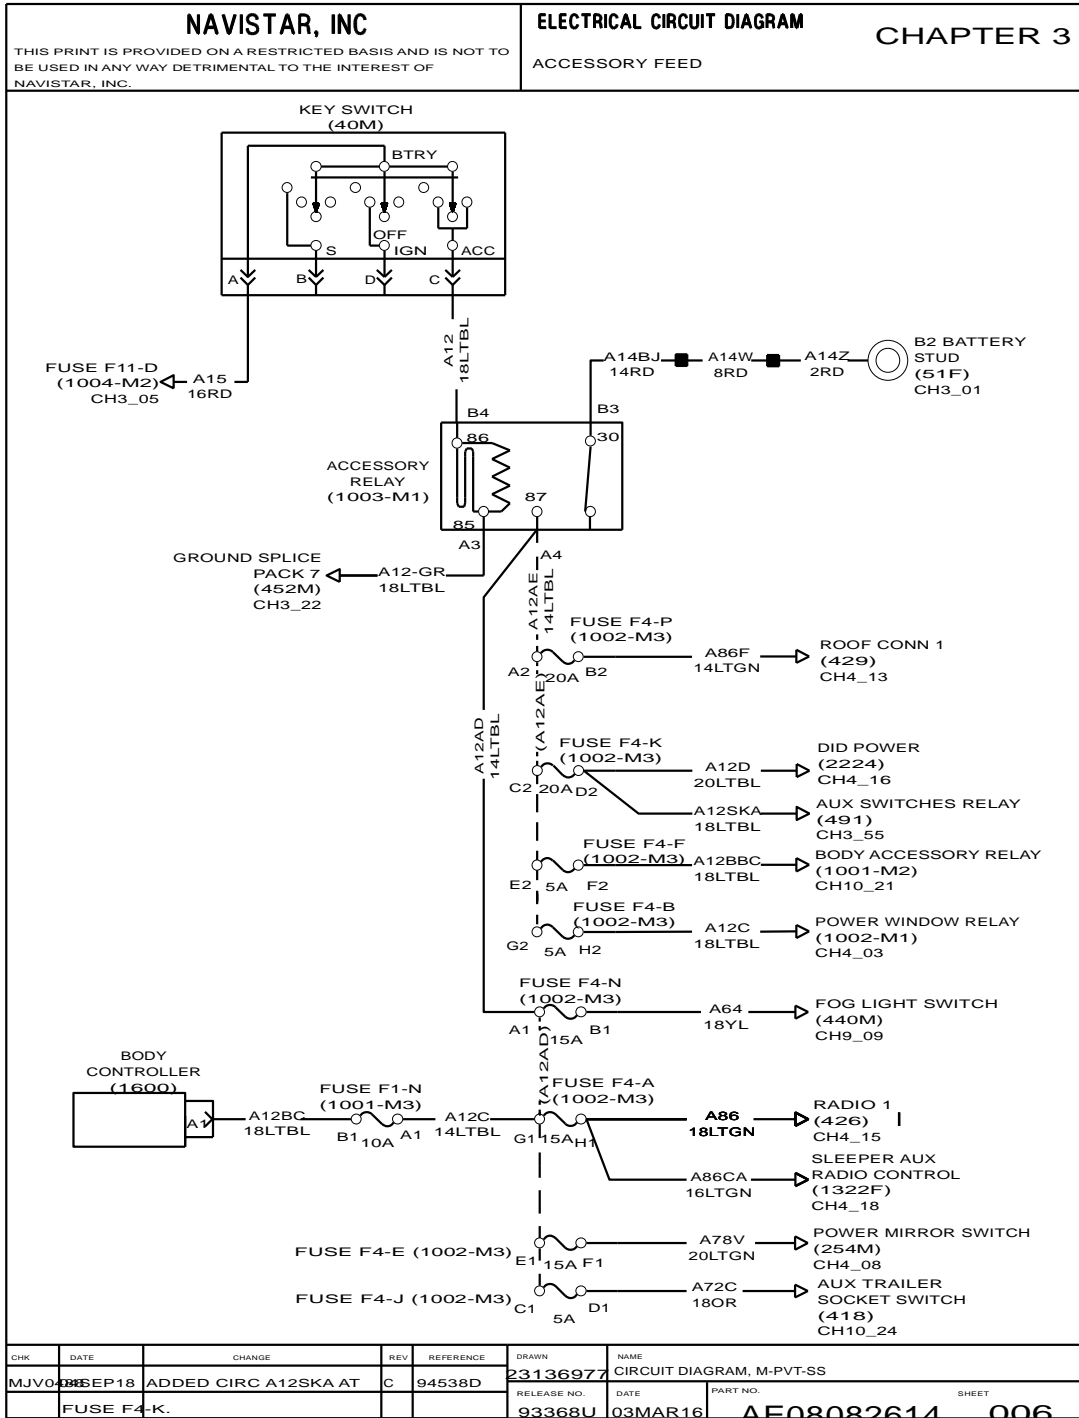 NAVISTAR, INC
THIS PRINT IS PROVIDED ON A RESTRICTED BASIS AND IS NOT TO
BE USED IN ANY WAY DETRIMENTAL TO THE INTEREST OF
NAVISTAR, INC.
ELECTRICAL CIRCUIT DIAGRAM
ACCESSORY FEED
CHAPTER 3
KEY SWITCH
(40M)
BTRY
OFF
S
IGN
ACC
A
B
D
C
A12
18LTBL
FUSE F11-D
(1004-M2)
CH3_05
A15
16RD
A14BJ
14RD
A14W
8RD
A14Z
2RD
B2 BATTERY
STUD
(51F)
CH3_01
B4
B3
86
30
ACCESSORY
RELAY
(1003-M1)
87
85
A3
A4
GROUND SPLICE
PACK 7
(452M)
CH3_22
A12-GR
18LTBL
A12AE
14LTBL
FUSE F4-P
(1002-M3)
A2
20A
B2
A86F
14LTGN
ROOF CONN 1
(429)
CH4_13
(A12AE)
A12AD
14LTBL
FUSE F4-K
(1002-M3)
C2
20A
D2
A12D
20LTBL
DID POWER
(2224)
CH4_16
A12SKA
18LTBL
AUX SWITCHES RELAY
(491)
CH3_55
FUSE F4-F
(1002-M3)
E2
5A
F2
A12BBC
18LTBL
BODY ACCESSORY RELAY
(1001-M2)
CH10_21
FUSE F4-B
(1002-M3)
G2
5A
H2
A12C
18LTBL
POWER WINDOW RELAY
(1002-M1)
CH4_03
FUSE F4-N
(1002-M3)
A1
15A
B1
A64
18YL
FOG LIGHT SWITCH
(440M)
CH9_09
(A12AD)
BODY
CONTROLLER
(1600)
A1
A12BC
18LTBL
FUSE F1-N
(1001-M3)
B1
10A
A1
A12C
14LTBL
FUSE F4-A
(1002-M3)
G1
15A
H1
A86
18LTGN
RADIO 1
(426)
CH4_15
A86CA
16LTGN
SLEEPER AUX
RADIO CONTROL
(1322F)
CH4_18
FUSE F4-E (1002-M3)
E1
15A
F1
A78V
20LTGN
POWER MIRROR SWITCH
(254M)
CH4_08
FUSE F4-J (1002-M3)
C1
5A
D1
A72C
18OR
AUX TRAILER
SOCKET SWITCH
(418)
CH10_24
CHK
DATE
CHANGE
REV
REFERENCE
DRAWN
NAME
04SEP18
ADDED CIRC A12SKA AT
C
94538D
23136977
CIRCUIT DIAGRAM, M-PVT-SS
FUSE F4-K.
RELEASE NO.
DATE
PART NO.
SHEET
93368U
03MAR16
AE08082614
006